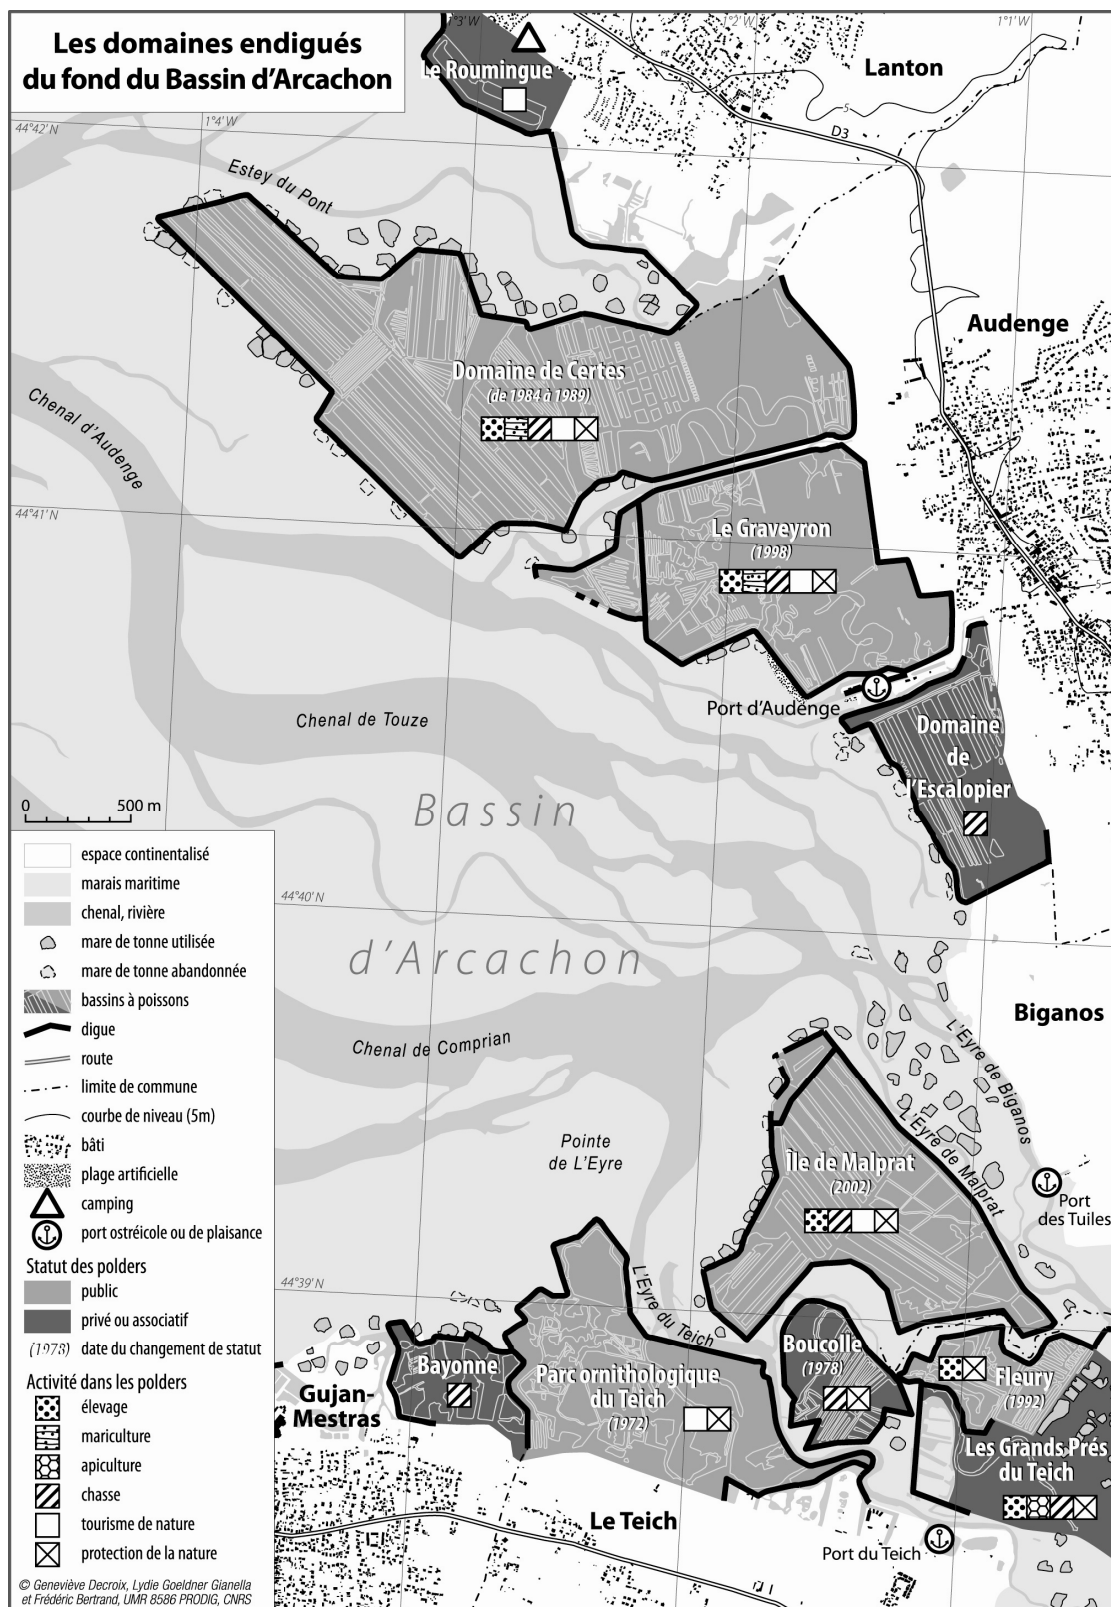 Les domaines endigués
du fond du Bassin d'Arcachon
1°3' W
1°2' W
1°1' W
Le Roumingue
Lanton
5
D3
44°42' N
1°4' W
Estey du Pont
Audenge
Domaine de Certes
(de 1984 à 1989)
Chenal d'Audenge
44°41' N
Le Graveyron
(1998)
Port d'Audenge
Chenal de Touze
Domaine
de
l'Escalopier
0 500 m
Bassin
d'Arcachon
44°40' N
Biganos
Chenal de Comprian
L'Eyre de Biganos
L'Eyre de Malprat
Pointe
de L'Eyre
Île de Malprat
(2002)
Port
des Tuiles
44°39' N
L'Eyre du Teich
Boucolle
(1978)
Bayonne
Parc ornithologique
du Teich
(1972)
Fleury
(1992)
Gujan-
Mestras
Les Grands Prés
du Teich
Le Teich
Port du Teich
espace continentalisé
marais maritime
chenal, rivière
mare de tonne utilisée
mare de tonne abandonnée
bassins à poissons
digue
route
limite de commune
courbe de niveau (5m)
bâti
plage artificielle
camping
port ostréicole ou de plaisance
Statut des polders
public
privé ou associatif
(1978) date du changement de statut
Activité dans les polders
élevage
mariculture
apiculture
chasse
tourisme de nature
protection de la nature
© Geneviève Decroix, Lydie Goeldner Gianella
et Frédéric Bertrand, UMR 8586 PRODIG, CNRS